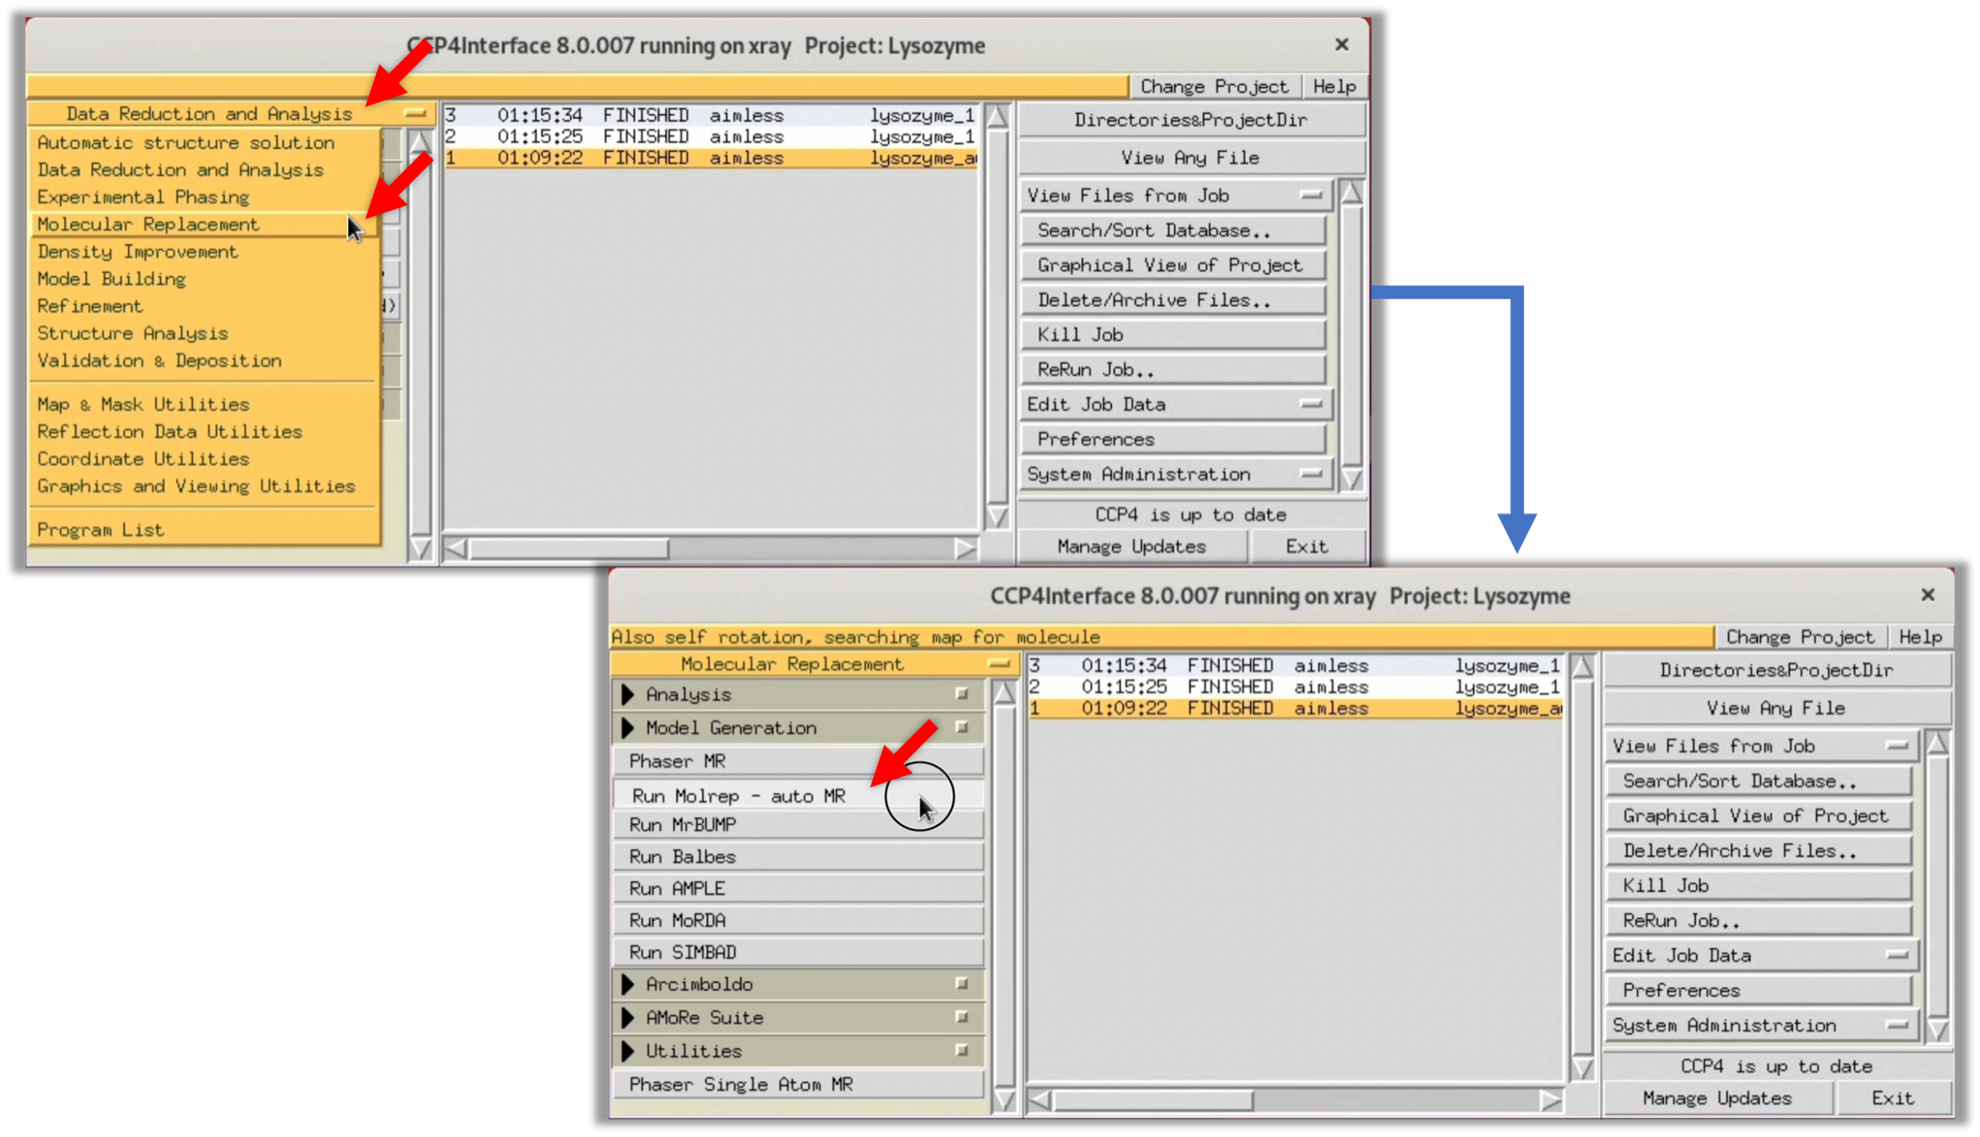 CCP4Interface 8.0.007 running on xray Project: Lysozyme
Change Project Help
Data Reduction and Analysis
Automatic structure solution
Data Reduction and Analysis
Experimental Phasing
Molecular Replacement
Density Improvement
Model Building
Refinement
Structure Analysis
Validation & Deposition
Map & Mask Utilities
Reflection Data Utilities
Coordinate Utilities
Graphics and Viewing Utilities
Program List
3 01:15:34 FINISHED aimless lysozyme_1
2 01:15:25 FINISHED aimless lysozyme_1
1 01:09:22 FINISHED aimless lysozyme_a
Directories&ProjectDir
View Any File
View Files from Job
Search/Sort Database..
Graphical View of Project
Delete/Archive Files..
Kill Job
ReRun Job..
Edit Job Data
Preferences
System Administration
CCP4 is up to date
Manage Updates Exit
CCP4Interface 8.0.007 running on xray Project: Lysozyme
Also self rotation, searching map for molecule
Change Project Help
Molecular Replacement
Analysis
Model Generation
Phaser MR
Run Molrep - auto MR
Run MrBUMP
Run Balbes
Run AMPLE
Run MoRDA
Run SIMBAD
Arcimboldo
AMoRe Suite
Utilities
Phaser Single Atom MR
3 01:15:34 FINISHED aimless lysozyme_1
2 01:15:25 FINISHED aimless lysozyme_1
1 01:09:22 FINISHED aimless lysozyme_a
Directories&ProjectDir
View Any File
View Files from Job
Search/Sort Database..
Graphical View of Project
Delete/Archive Files..
Kill Job
ReRun Job..
Edit Job Data
Preferences
System Administration
CCP4 is up to date
Manage Updates Exit